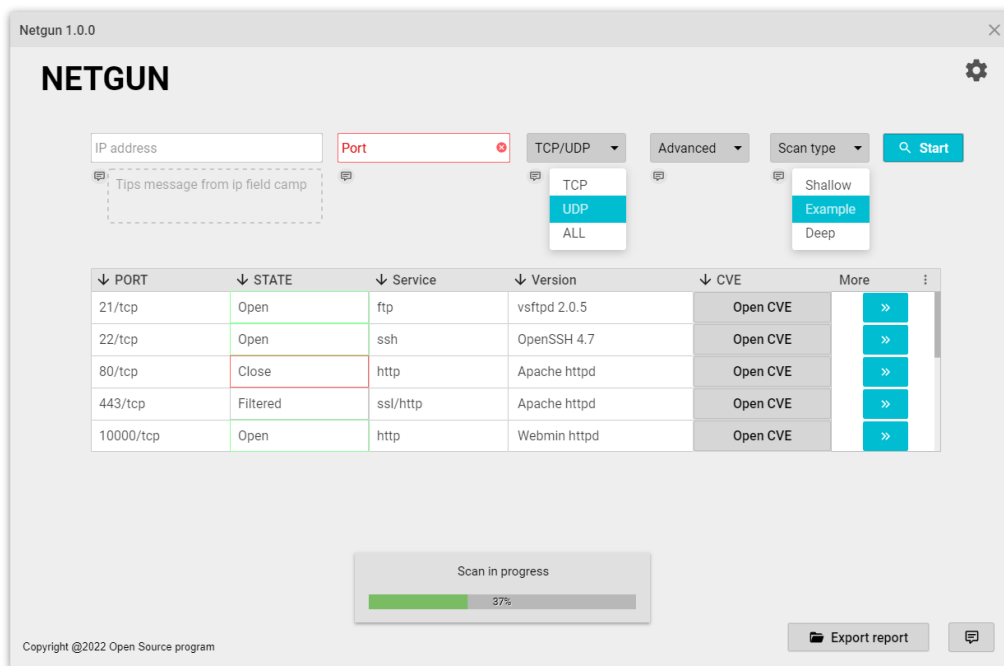 Netgun 1.0.0
NETGUN
IP address
Port
TCP/UDP
Advanced
Scan type
Start
Tips message from ip field camp
TCP
UDP
ALL
Shallow
Example
Deep
PORT STATE Service Version CVE More
21/tcp Open ftp vsftpd 2.0.5 Open CVE
22/tcp Open ssh OpenSSH 4.7 Open CVE
80/tcp Close http Apache httpd Open CVE
443/tcp Filtered ssl/http Apache httpd Open CVE
10000/tcp Open http Webmin httpd Open CVE
Scan in progress
37%
Export report
Copyright @2022 Open Source program